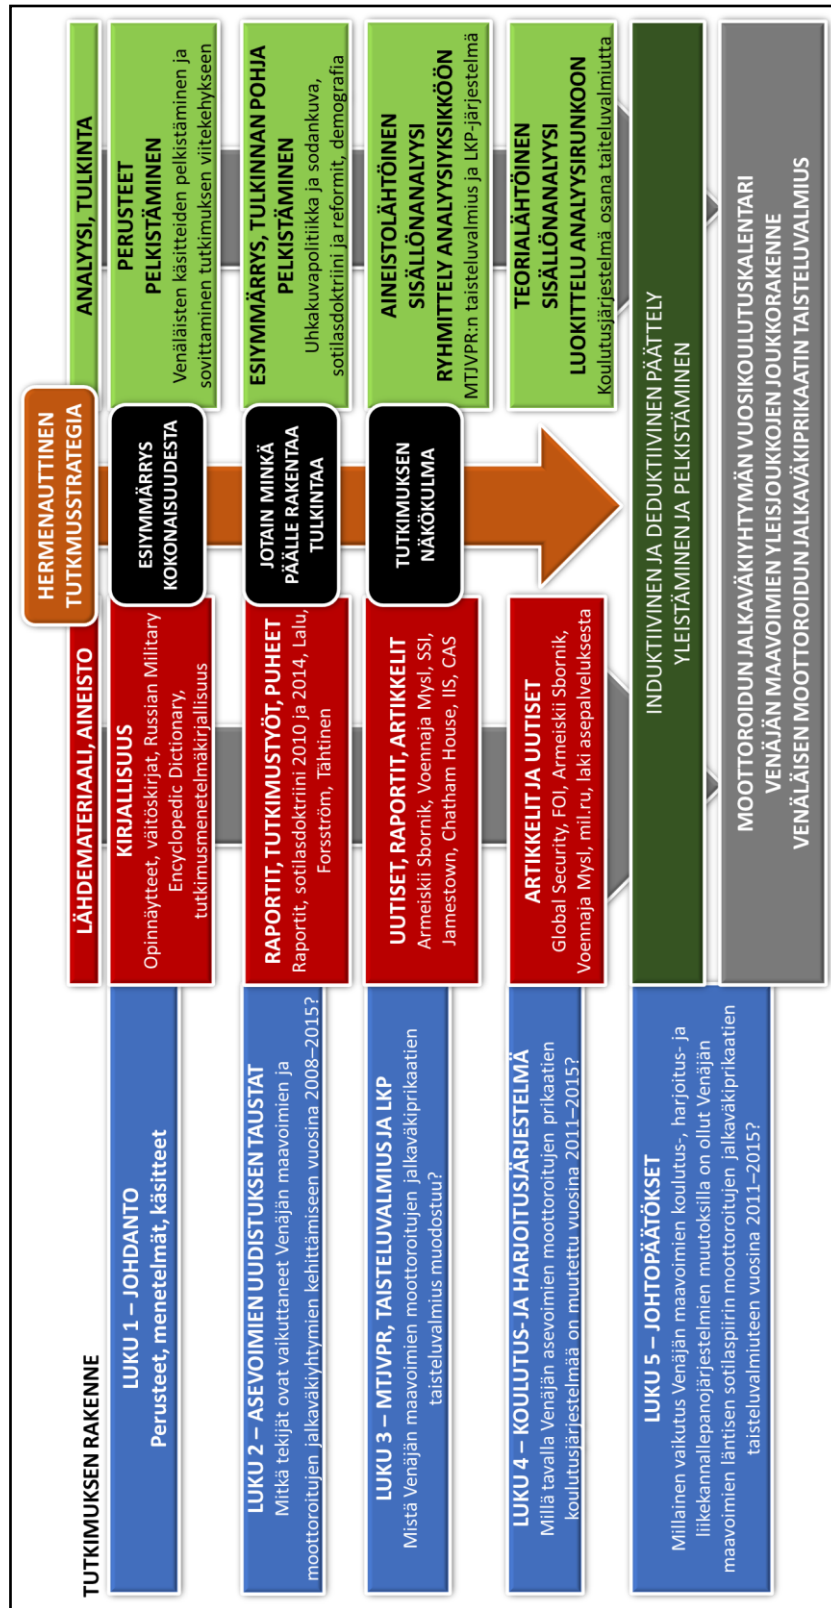 TUTKIMUKSEN RAKENNE
HERMENAUTTINEN
TUTKMUSSTRATEGIA
LÄHDEMATERIAALI, AINEISTO
ANALYYSI, TULKINTA
LUKU 1 – JOHDANTO
Perusteet, menetelmät, käsitteet
KIRJALLISUUS
Opinnäytteet, väitöskirjat, Russian Military
Encyclopedic Dictionary,
tutkimusmenetelmäkirjallisuus
ESIYMMÄRRYS
KOKONAISUUDESTA
PERUSTEET
PELKISTÄMINEN
Venäläisten käsitteiden pelkistäminen ja
sovittaminen tutkimuksen viitekehykseen
LUKU 2 – ASEVOIMIEN UUDISTUKSEN TAUSTAT
Mitkä tekijät ovat vaikuttaneet Venäjän maavoimien ja
moottoroitujen jalkaväkiyhtymien kehittämiseen vuosina 2008–2015?
RAPORTIT, TUTKIMUSTYÖT, PUHEET
Raportit, sotilasdoktriini 2010 ja 2014, Lalu,
Forsström, Tähtinen
JOTAIN MINKÄ
PÄÄLLE RAKENTAA
TULKINTAA
ESIYMMÄRRYS, TULKINNAN POHJA
PELKISTÄMINEN
Uhkakuvapolitiikka ja sodankuva,
sotilasdoktriini ja reformit, demografia
LUKU 3 – MTJVPR, TAISTELUVALMIUS JA LKP
Mistä Venäjän maavoimien moottoroitujen jalkaväkiprikaatien
taisteluvalmius muodostuu?
UUTISET, RAPORTIT, ARTIKKELIT
Armeiskii Sbornik, Voennaja Mysl, SSI,
Jamestown, Chatham House, IIS, CAS
TUTKIMUKSEN
NÄKÖKULMA
AINEISTOLÄHTÖINEN
SISÄLLÖNANALYYSI
RYHMITTELY ANALYYSIYKSIKKÖÖN
MTJVPR:n taisteluvalmius ja LKP-järjestelmä
LUKU 4 – KOULUTUS- JA HARJOITUSJÄRJESTELMÄ
Millä tavalla Venäjän asevoimien moottoroitujen prikaatien
koulutusjärjestelmää on muutettu vuosina 2011–2015?
ARTIKKELIT JA UUTISET
Global Security, FOI, Armeiskii Sbornik,
Voennaja Mysl, mil.ru, laki asepalveluksesta
TEORIALÄHTÖINEN
SISÄLLÖNANALYYSI
LUOKITTELU ANALYYSIRUNKOON
Koulutusjärjestelmä osana taiteluvalmiutta
LUKU 5 – JOHTOPÄÄTÖKSET
Millainen vaikutus Venäjän maavoimien koulutus-, harjoitus- ja
liikekannallepanojärjestelmien muutoksilla on ollut Venäjän
maavoimien läntisen sotilaspiirin moottoroitujen jalkaväkiprikaatien
taisteluvalmiuteen vuosina 2011–2015?
INDUKTIIVINEN JA DEDUKTIIVINEN PÄÄTTELY
YLEISTÄMINEN JA PELKISTÄMINEN
MOOTTOROIDUN JALKAVÄKIYHTYMÄN VUOSIKOULUTUSKALENTARI
VENÄJÄN MAAVOIMIEN YLEISJOUKKOJEN JOUKKORAKENNE
VENÄLÄISEN MOOTTOROIDUN JALKAVÄKIPRIKAATIN TAISTELUVALMIUS